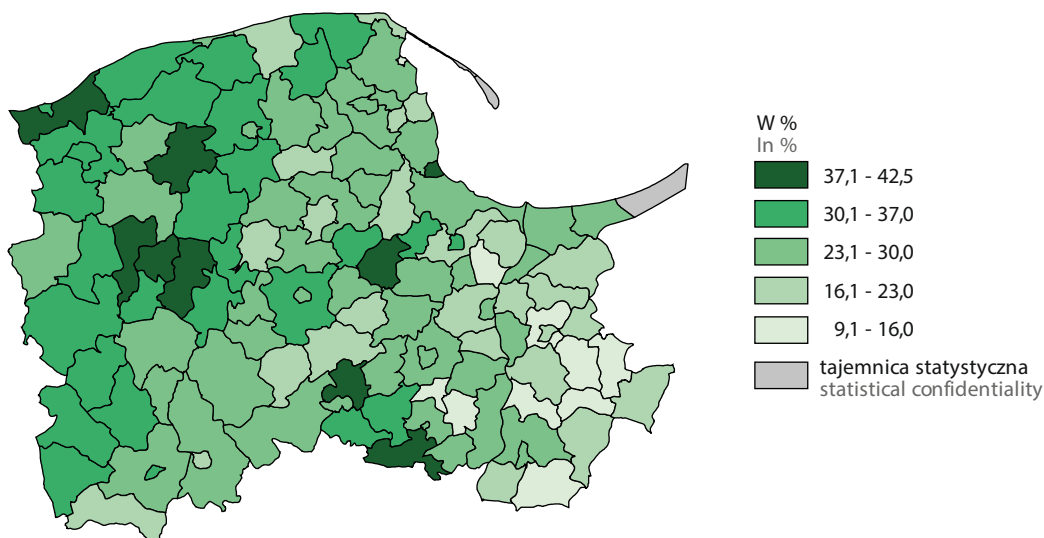 W %
In %
37,1 - 42,5
30,1 - 37,0
23,1 - 30,0
16,1 - 23,0
9,1 - 16,0
tajemnica statystyczna
statistical confidentiality